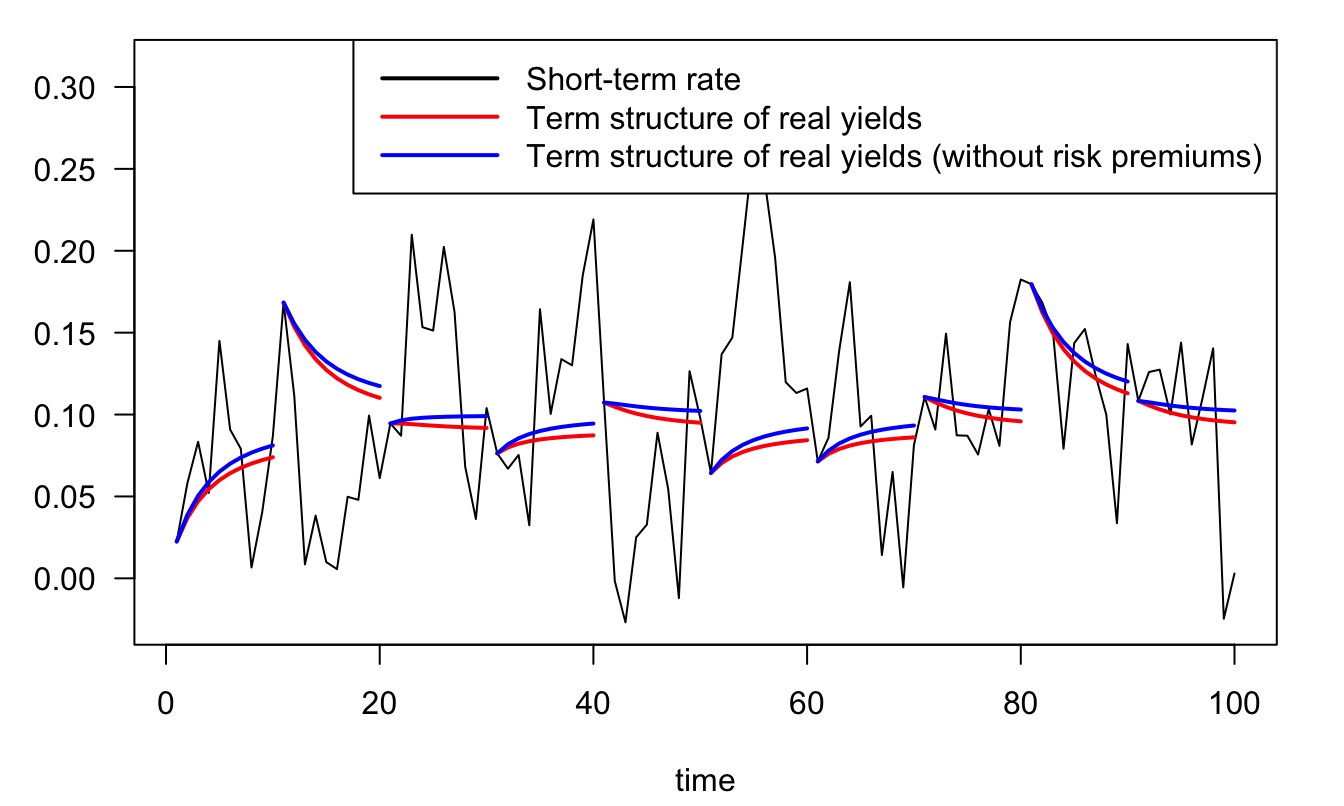 Short-term rate
Term structure of real yields
Term structure of real yields (without risk premiums)
0.30
0.25
0.20
0.15
0.10
0.05
0.00
0 20 40 60 80 100
time